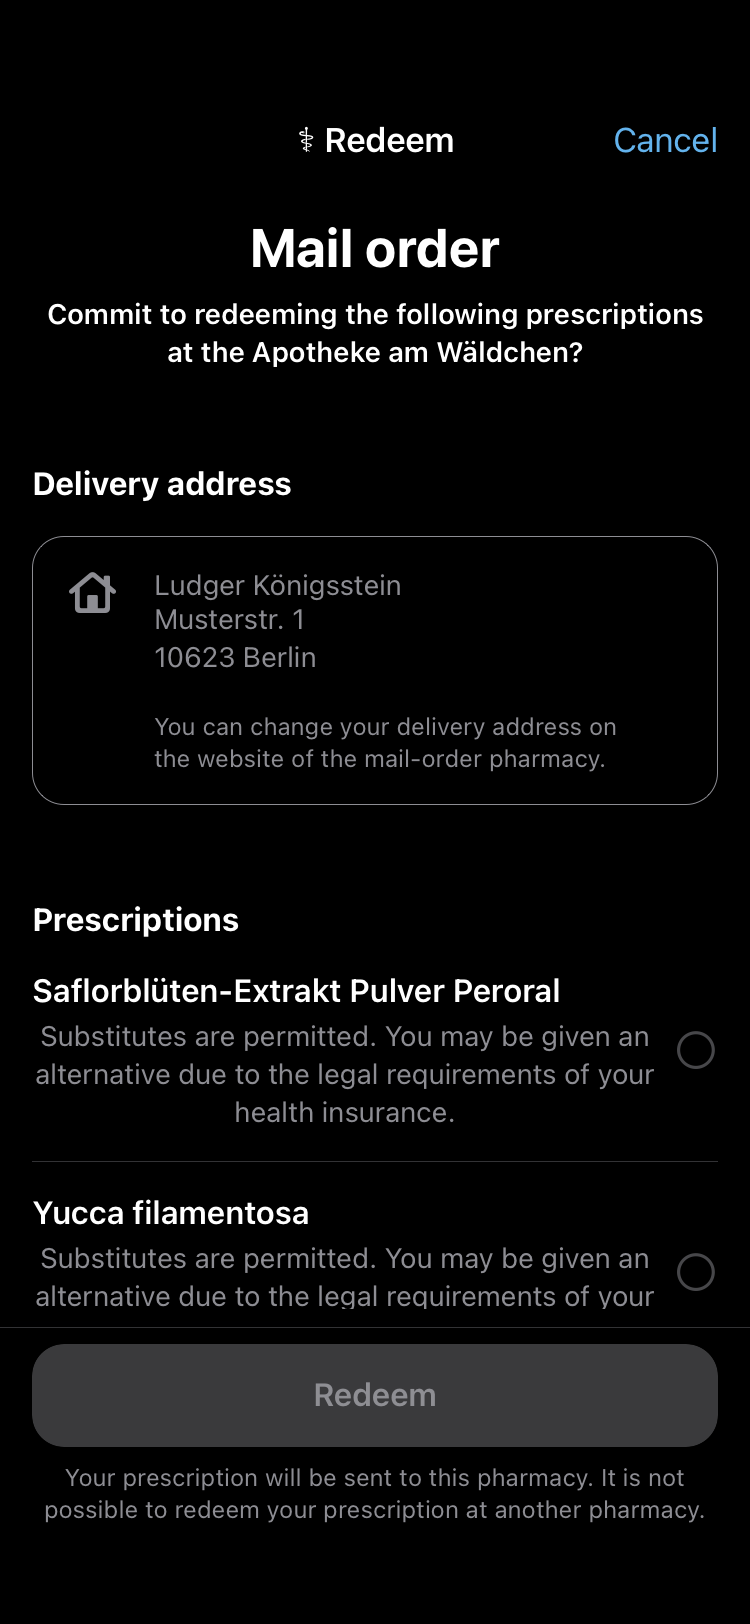 ⚕ Redeem
Cancel
Mail order
Commit to redeeming the following prescriptions
at the Apotheke am Wäldchen?
Delivery address
Ludger Königsstein
Musterstr. 1
10623 Berlin
You can change your delivery address on
the website of the mail-order pharmacy.
Prescriptions
Saflorblüten-Extrakt Pulver Peroral
Substitutes are permitted. You may be given an
alternative due to the legal requirements of your
health insurance.
Yucca filamentosa
Substitutes are permitted. You may be given an
alternative due to the legal requirements of your
Redeem
Your prescription will be sent to this pharmacy. It is not
possible to redeem your prescription at another pharmacy.